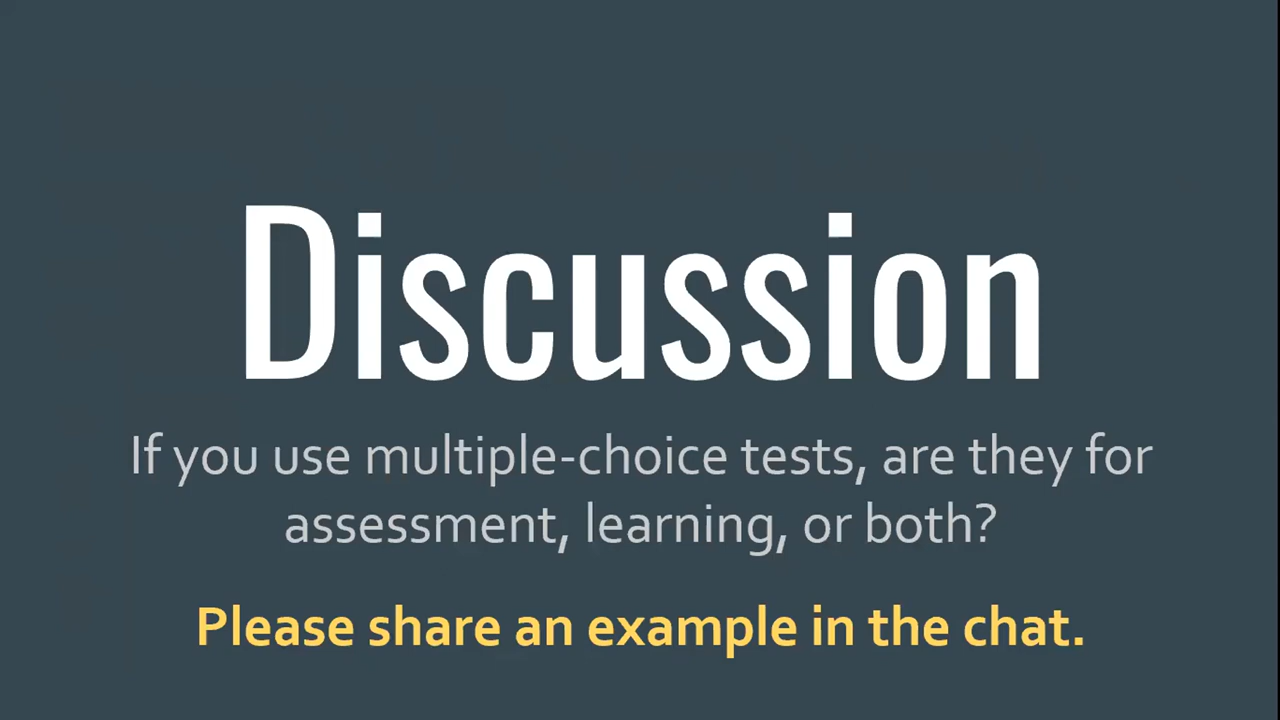 Discussion
If you use multiple-choice tests, are they for
assessment, learning, or both?
Please share an example in the chat.